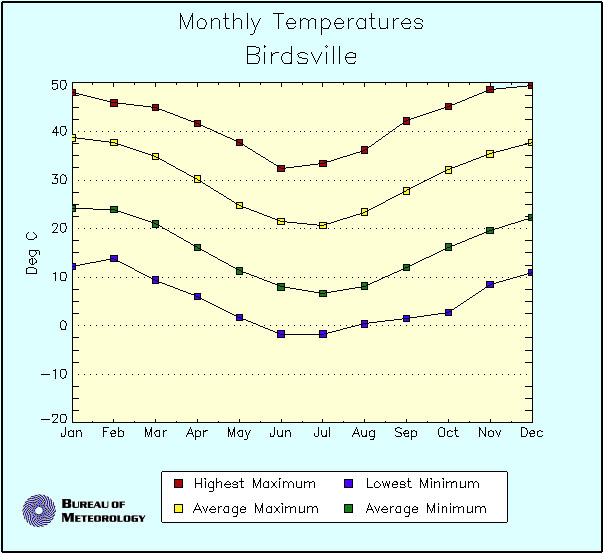 Monthly Temperatures
Birdsville
Deg C
50
40
30
20
10
0
−10
−20
Jan Feb Mar Apr May Jun Jul Aug Sep Oct Nov Dec
Highest Maximum Lowest Minimum
Average Maximum Average Minimum
BUREAU OF
METEOROLOGY